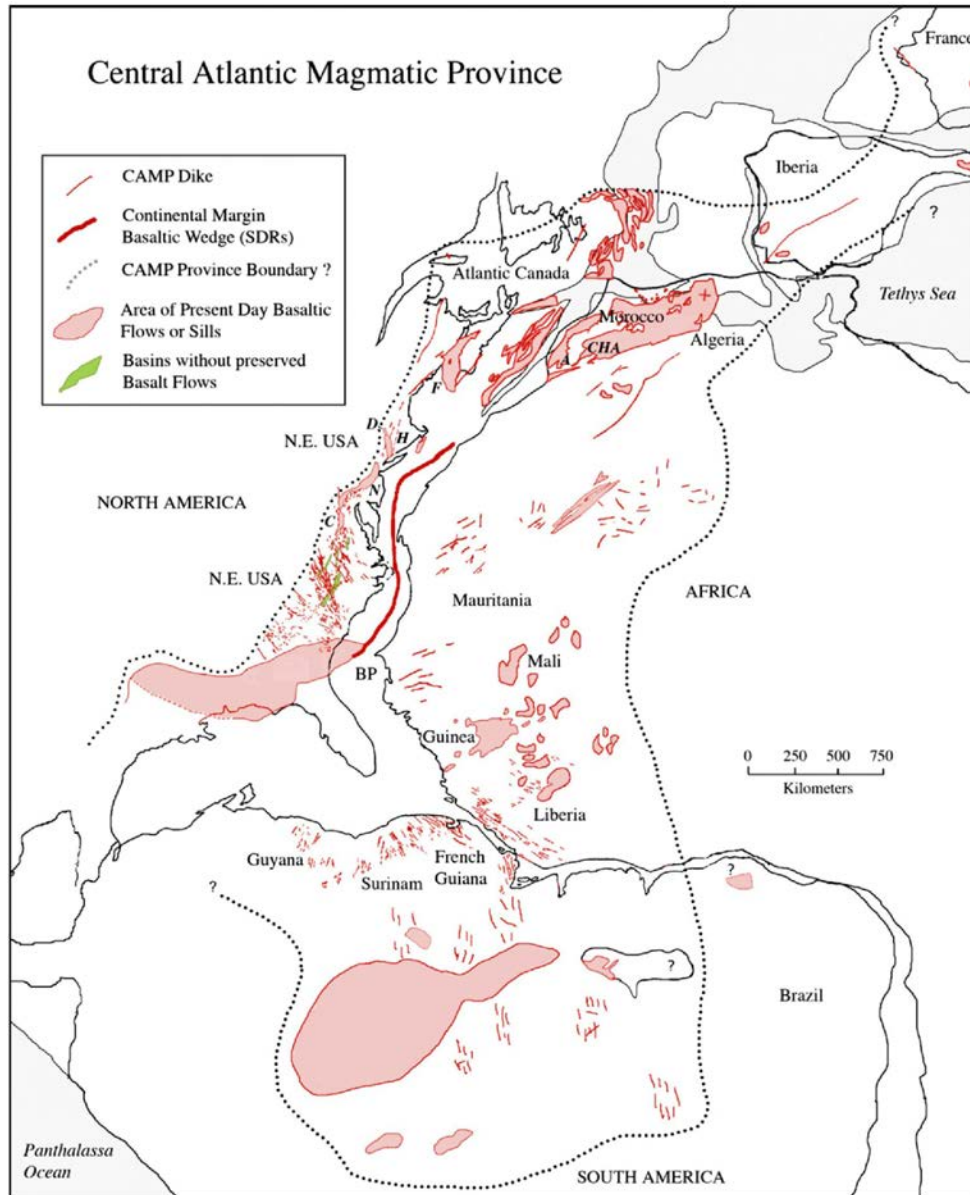 Central Atlantic Magmatic Province
CAMP Dike
Continental Margin
Basaltic Wedge (SDRs)
CAMP Province Boundary ?
Area of Present Day Basaltic
Flows or Sills
Basins without preserved
Basalt Flows
?
France
Iberia
?
Tethys Sea
Atlantic Canada
Morocco
Algeria
CHA
A
F
D
H
N.E. USA
N
NORTH AMERICA
C
N.E. USA
AFRICA
Mauritania
Mali
BP
Guinea
0 250 500 750
Kilometers
Liberia
Guyana
Surinam
French
Guiana
?
?
?
Brazil
Panthalassa
Ocean
SOUTH AMERICA